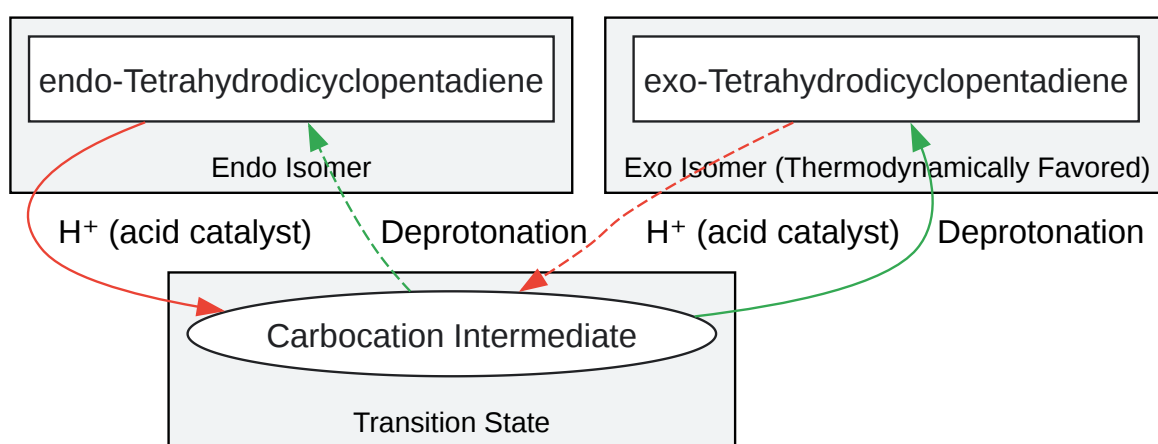 endo-Tetrahydrodicyclopentadiene
Endo Isomer
exo-Tetrahydrodicyclopentadiene
Exo Isomer (Thermodynamically Favored)
H⁺ (acid catalyst)
Deprotonation
H⁺ (acid catalyst)
Deprotonation
Carbocation Intermediate
Transition State